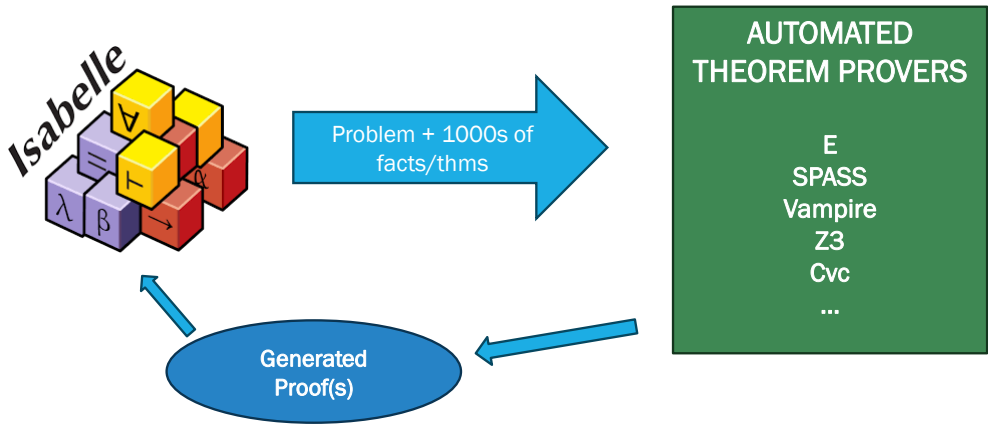 Isabelle
∀
=
α
λ
β
→
Problem + 1000s of
facts/thms
AUTOMATED
THEOREM PROVERS
E
SPASS
Vampire
Z3
Cvc
...
Generated
Proof(s)